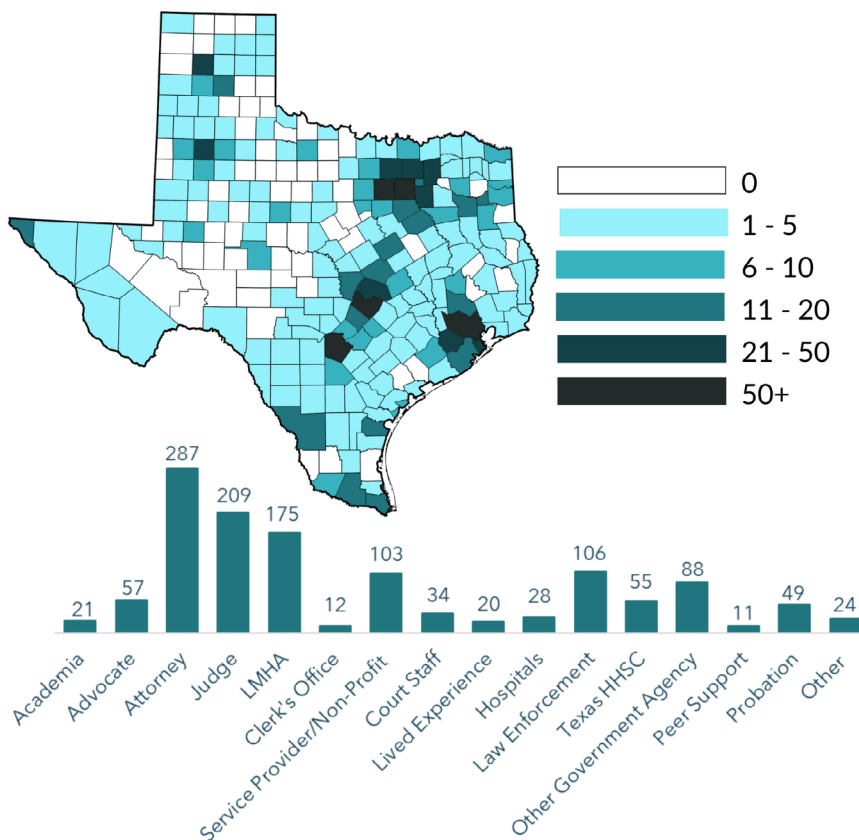 0
1 - 5
6 - 10
11 - 20
21 - 50
50+
21
57
287
209
175
12
103
34
20
28
106
55
88
11
49
24
Academia
Advocate
Attorney
Judge
LMHA
Clerk's Office
Service Provider/Non-Profit
Court Staff
Lived Experience
Hospitals
Law Enforcement
Texas HHSC
Other Government Agency
Peer Support
Probation
Other